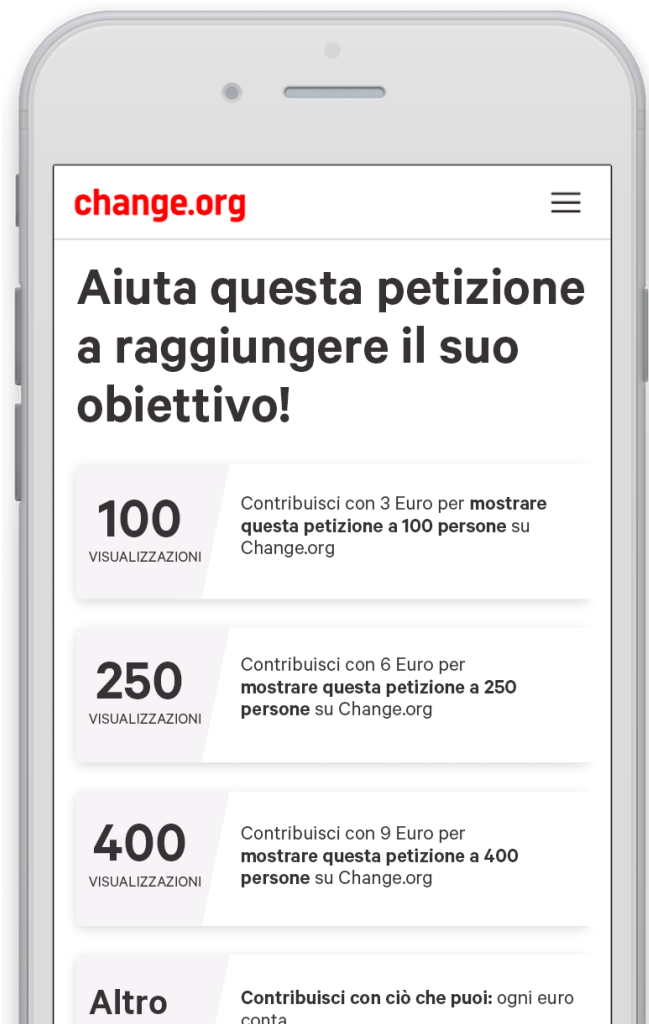 change.org
Aiuta questa petizione
a raggiungere il suo
obiettivo!
100
VISUALIZZAZIONI
Contribuisci con 3 Euro per mostrare
questa petizione a 100 persone su
Change.org
250
VISUALIZZAZIONI
Contribuisci con 6 Euro per
mostrare questa petizione a 250
persone su Change.org
400
VISUALIZZAZIONI
Contribuisci con 9 Euro per
mostrare questa petizione a 400
persone su Change.org
Altro
Contribuisci con ciò che puoi: ogni euro
conta